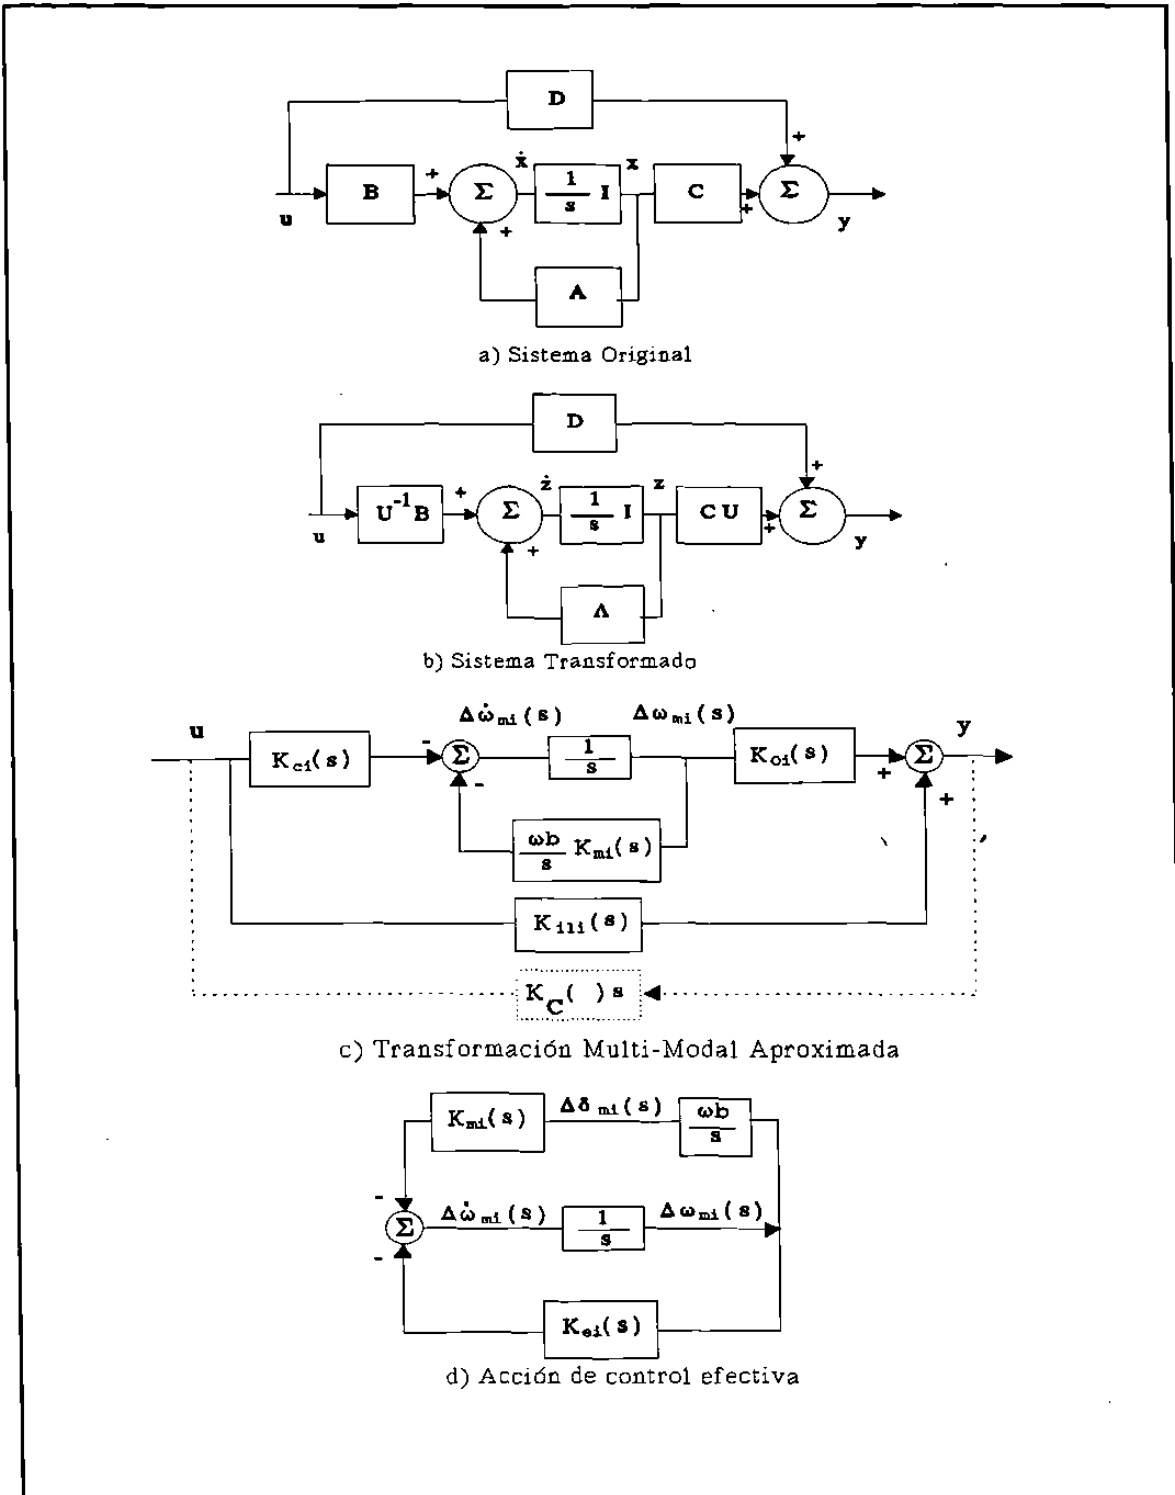 D
+
B
+
Σ
ẋ
1/s I
x
C
+
Σ
u
+
y
A
a) Sistema Original
D
+
U⁻¹B
+
Σ
ż
1/s I
z
CU
+
Σ
u
+
y
Λ
b) Sistema Transformado
Δω̇mi(s)
Δωmi(s)
u
y
Kci(s)
-
Σ
1/s
Koi(s)
+
Σ
-
+
ωb/s Kmi(s)
Kili(s)
KC( )s
c) Transformación Multi-Modal Aproximada
Kmi(s)
Δδmi(s)
ωb/s
-
Σ
Δω̇mi(s)
1/s
Δωmi(s)
-
Kei(s)
d) Acción de control efectiva